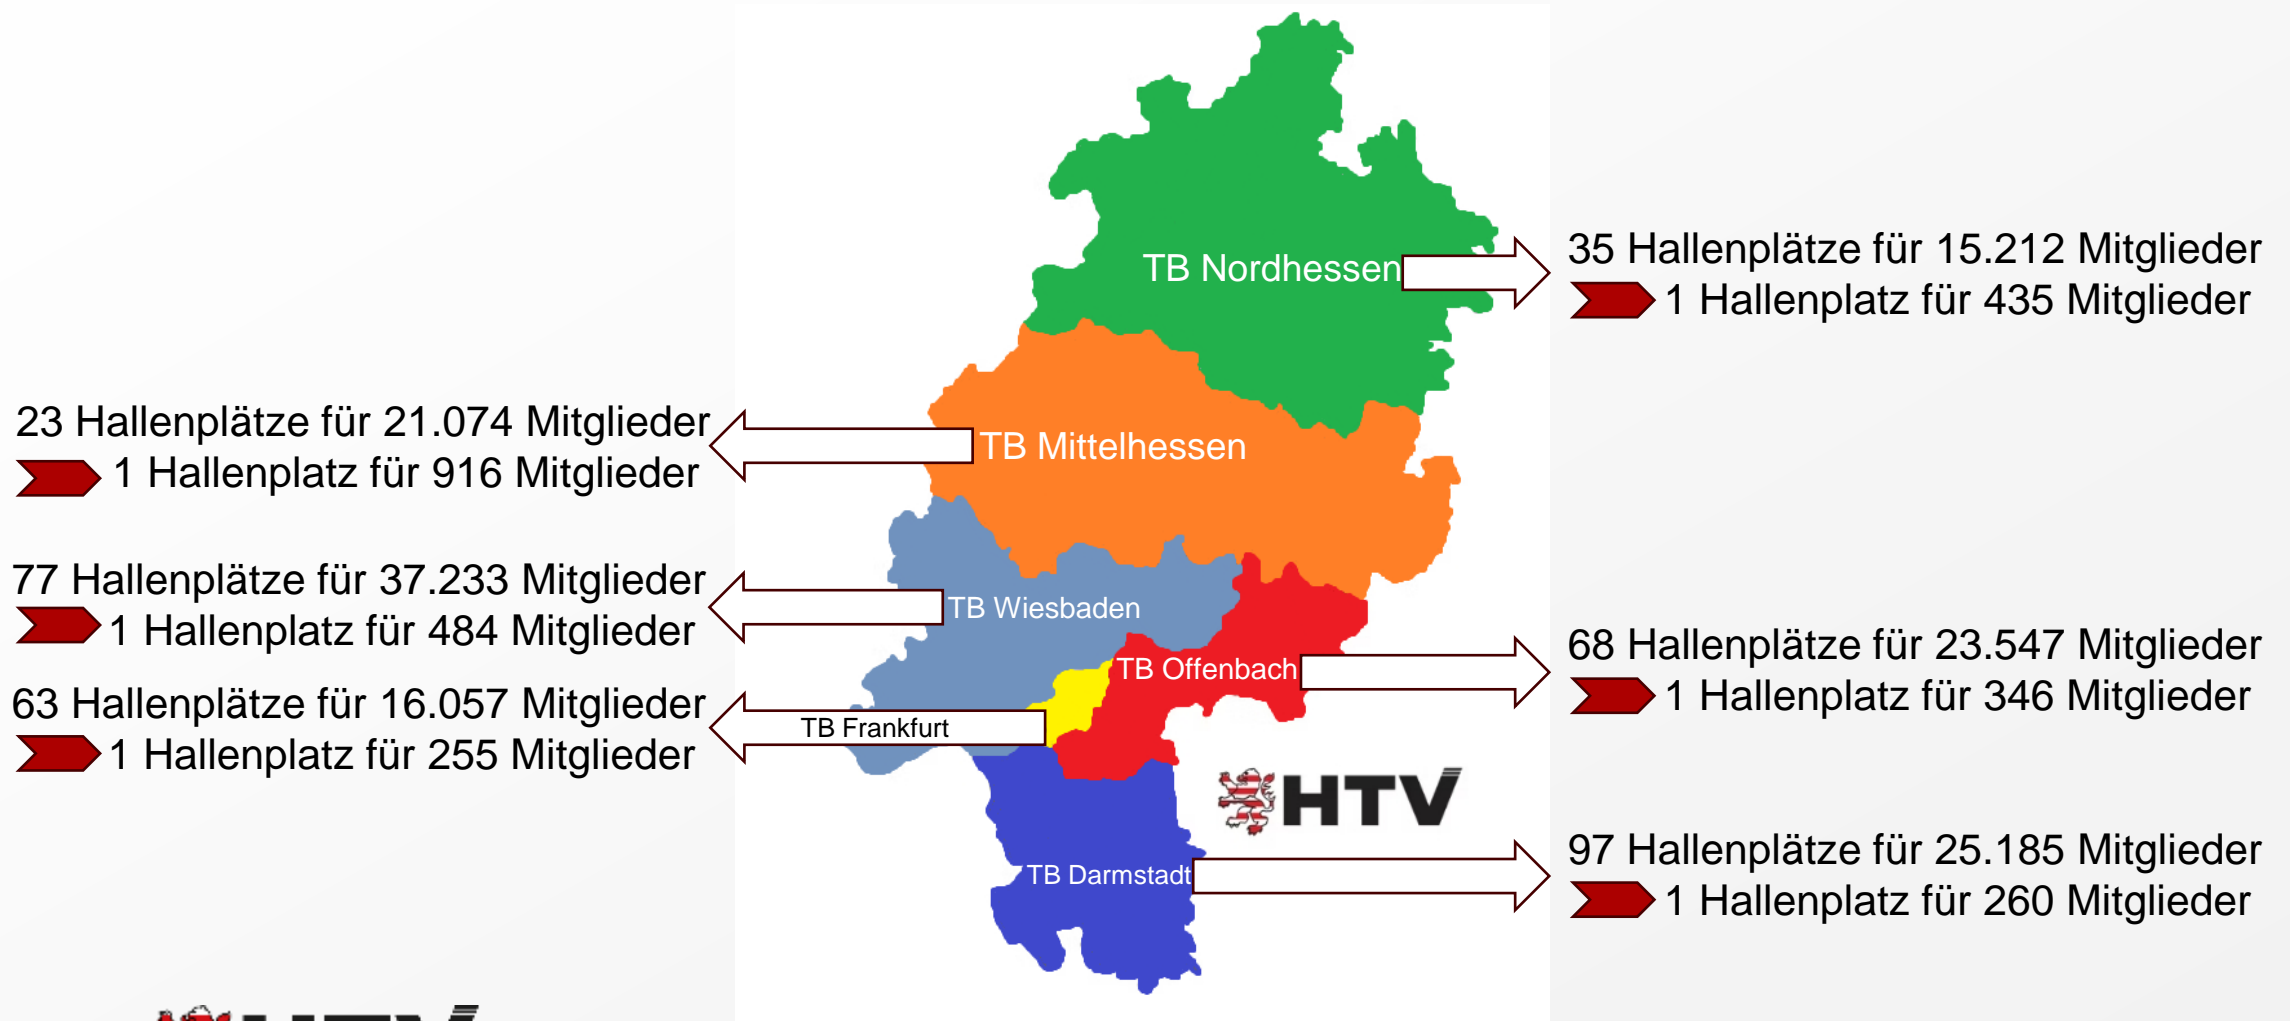 TB Nordhessen
35 Hallenplätze für 15.212 Mitglieder
1 Hallenplatz für 435 Mitglieder
23 Hallenplätze für 21.074 Mitglieder
1 Hallenplatz für 916 Mitglieder
TB Mittelhessen
77 Hallenplätze für 37.233 Mitglieder
1 Hallenplatz für 484 Mitglieder
TB Wiesbaden
TB Offenbach
68 Hallenplätze für 23.547 Mitglieder
1 Hallenplatz für 346 Mitglieder
63 Hallenplätze für 16.057 Mitglieder
1 Hallenplatz für 255 Mitglieder
TB Frankfurt
HTV
TB Darmstadt
97 Hallenplätze für 25.185 Mitglieder
1 Hallenplatz für 260 Mitglieder